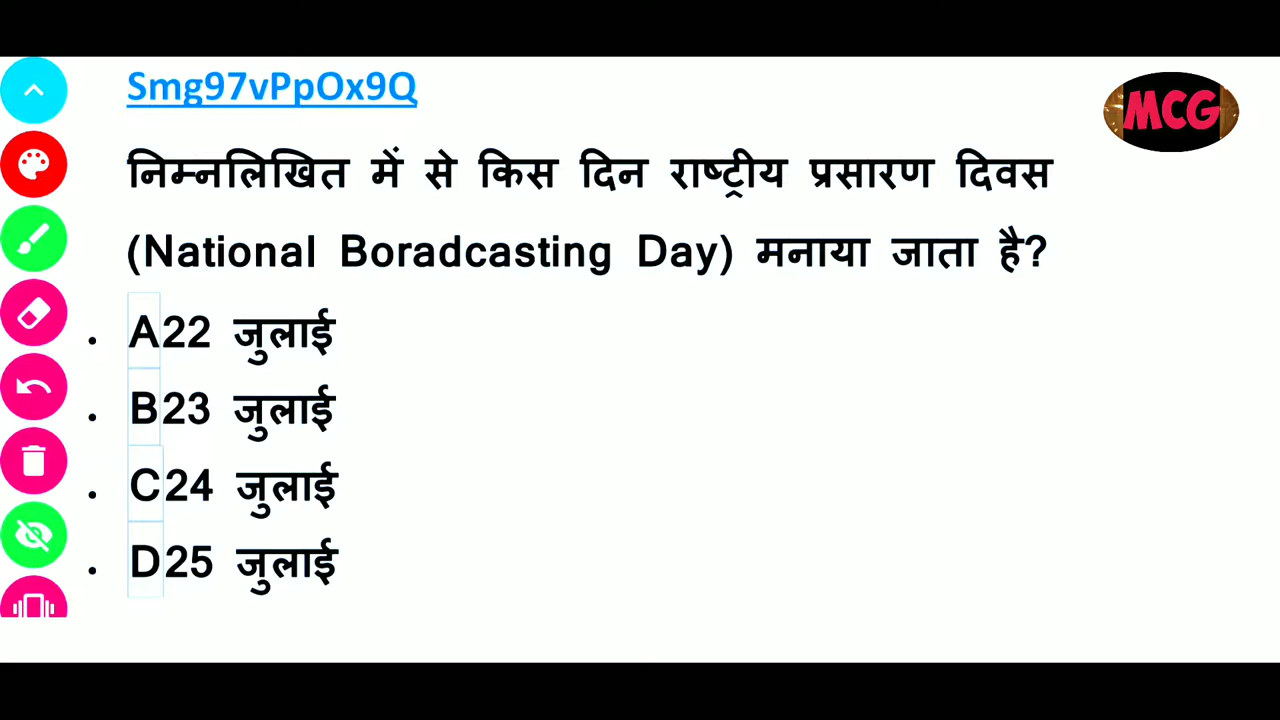 Smg97vPpOx9Q
MCG
निम्नलिखित में से किस दिन राष्ट्रीय प्रसारण दिवस
(National Boradcasting Day) मनाया जाता है?
. A22 जुलाई
. B23 जुलाई
. C24 जुलाई
. D25 जुलाई